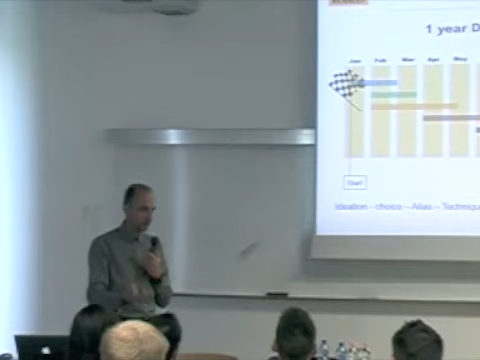 1 year D
Jan Feb Mar Apr May
Start
Ideation - choice - Alias - Techniqu